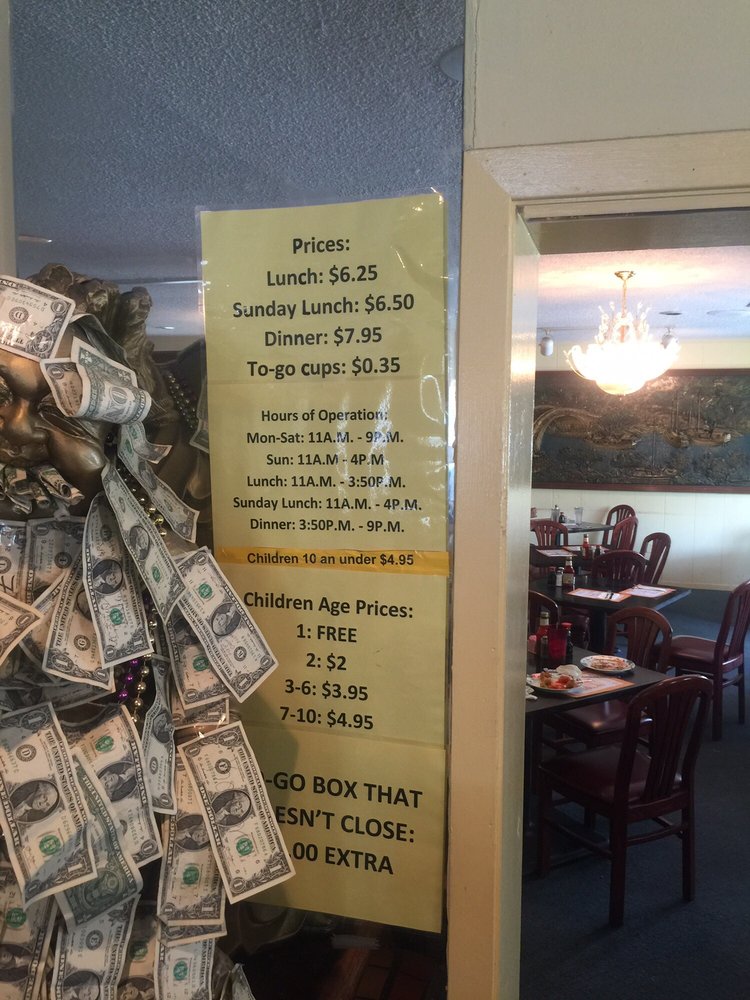 Prices:
Lunch: $6.25
Sunday Lunch: $6.50
Dinner: $7.95
To-go cups: $0.35
Hours of Operation:
Mon-Sat: 11A.M. - 9P.M.
Sun: 11A.M - 4P.M
Lunch: 11A.M. - 3:50P.M.
Sunday Lunch: 11A.M. - 4P.M.
Dinner: 3:50P.M. - 9P.M.
Children 10 an under $4.95
Children Age Prices:
1: FREE
2: $2
3-6: $3.95
7-10: $4.95
-GO BOX THAT
ESN'T CLOSE:
00 EXTRA